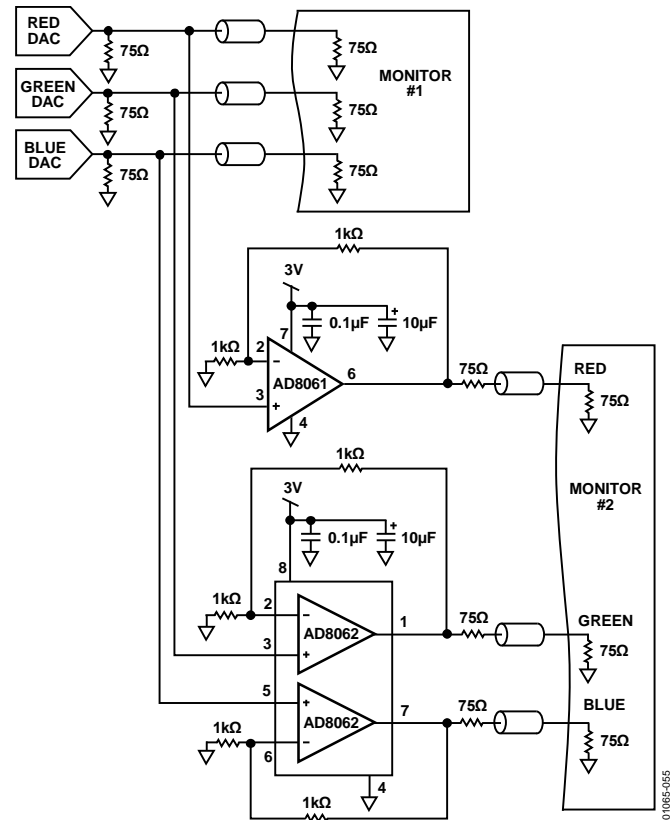 RED
DAC
75Ω
75Ω
GREEN
DAC
MONITOR
#1
75Ω
75Ω
BLUE
DAC
75Ω
75Ω
1kΩ
3V
7
0.1µF
+
10µF
1kΩ
2
−
AD8061
6
75Ω
RED
3
+
4
75Ω
1kΩ
3V
MONITOR
#2
0.1µF
+
10µF
8
1kΩ
2
−
AD8062
1
75Ω
GREEN
3
+
75Ω
5
+
AD8062
7
75Ω
BLUE
1kΩ
−
6
75Ω
4
1kΩ
01065-055